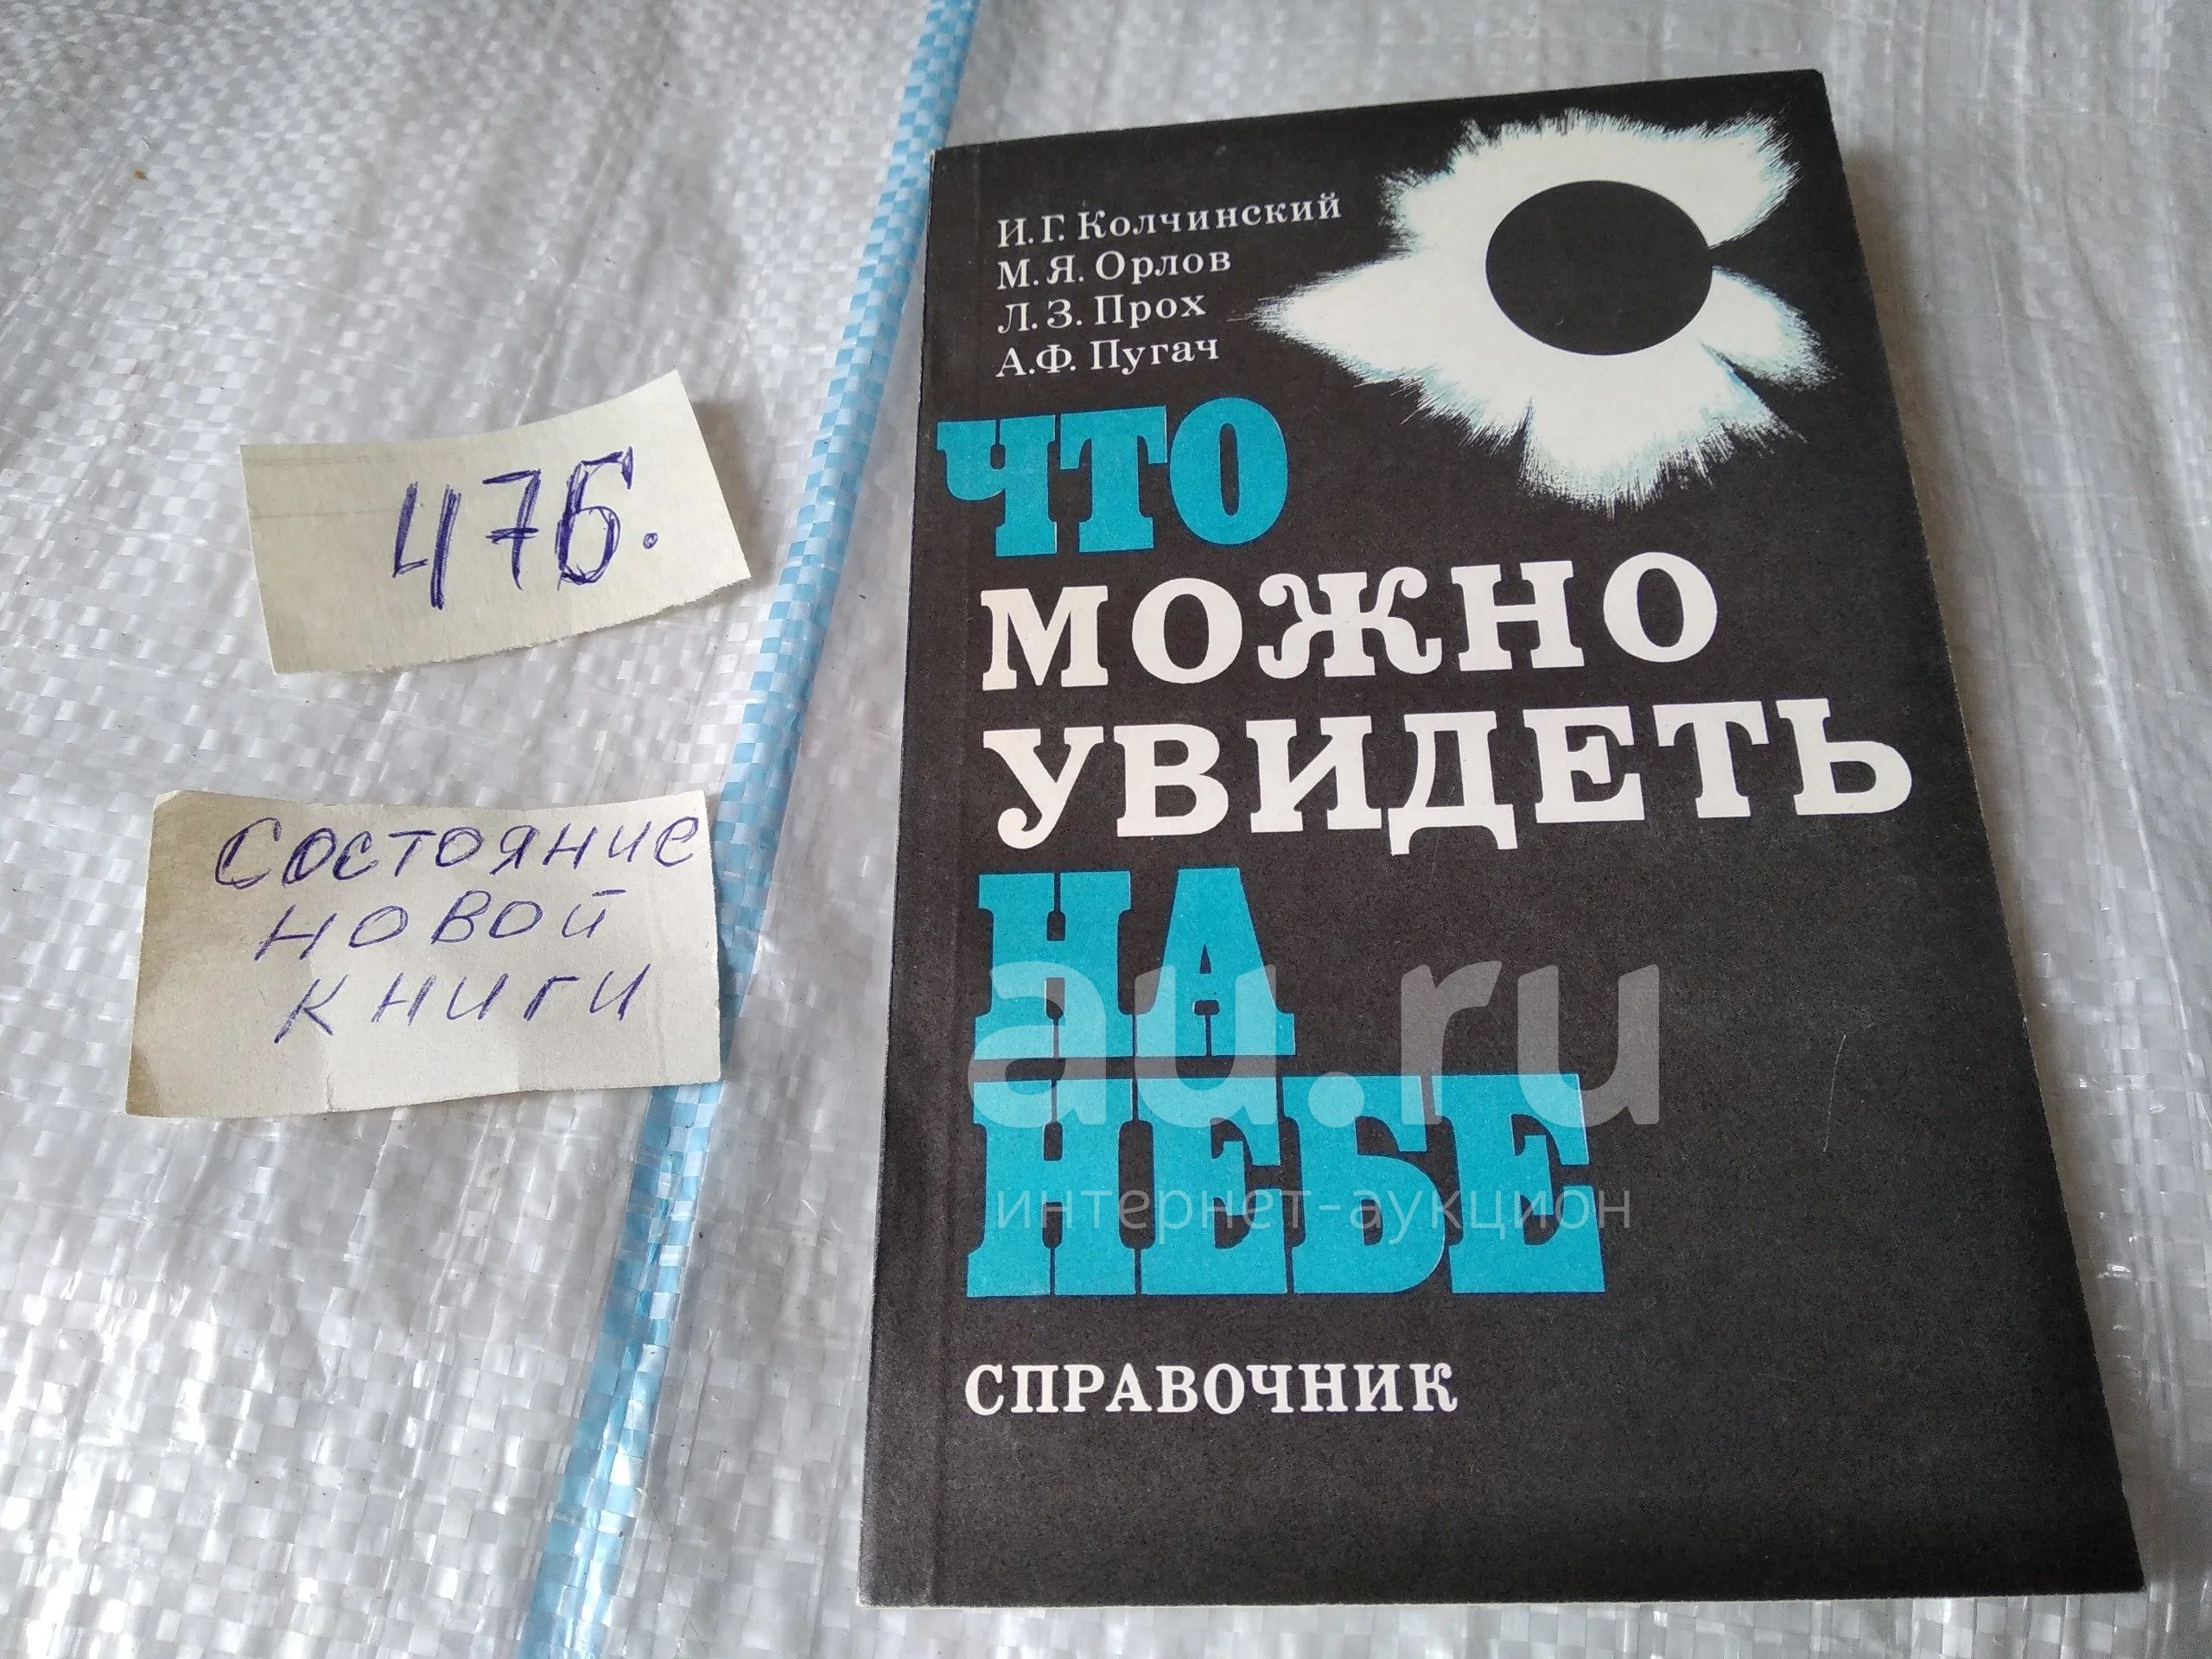 И.Г. Колчинский
М.Я. Орлов
Л.З. Прох
А.Ф. Пугач
ЧТО
МОЖНО
УВИДЕТЬ
НА
НЕБЕ
СПРАВОЧНИК
476.
Состояние
новой
книги
au.ru
интернет-аукцион